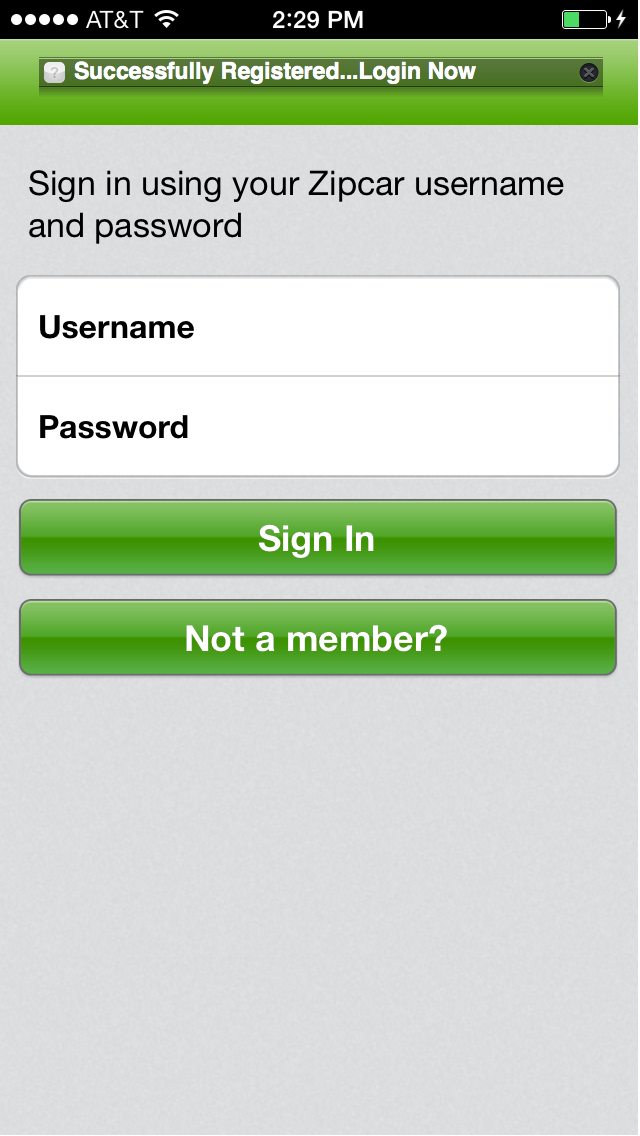 AT&T 2:29 PM
? Successfully Registered...Login Now
Sign in using your Zipcar username
and password
Username
Password
Sign In
Not a member?